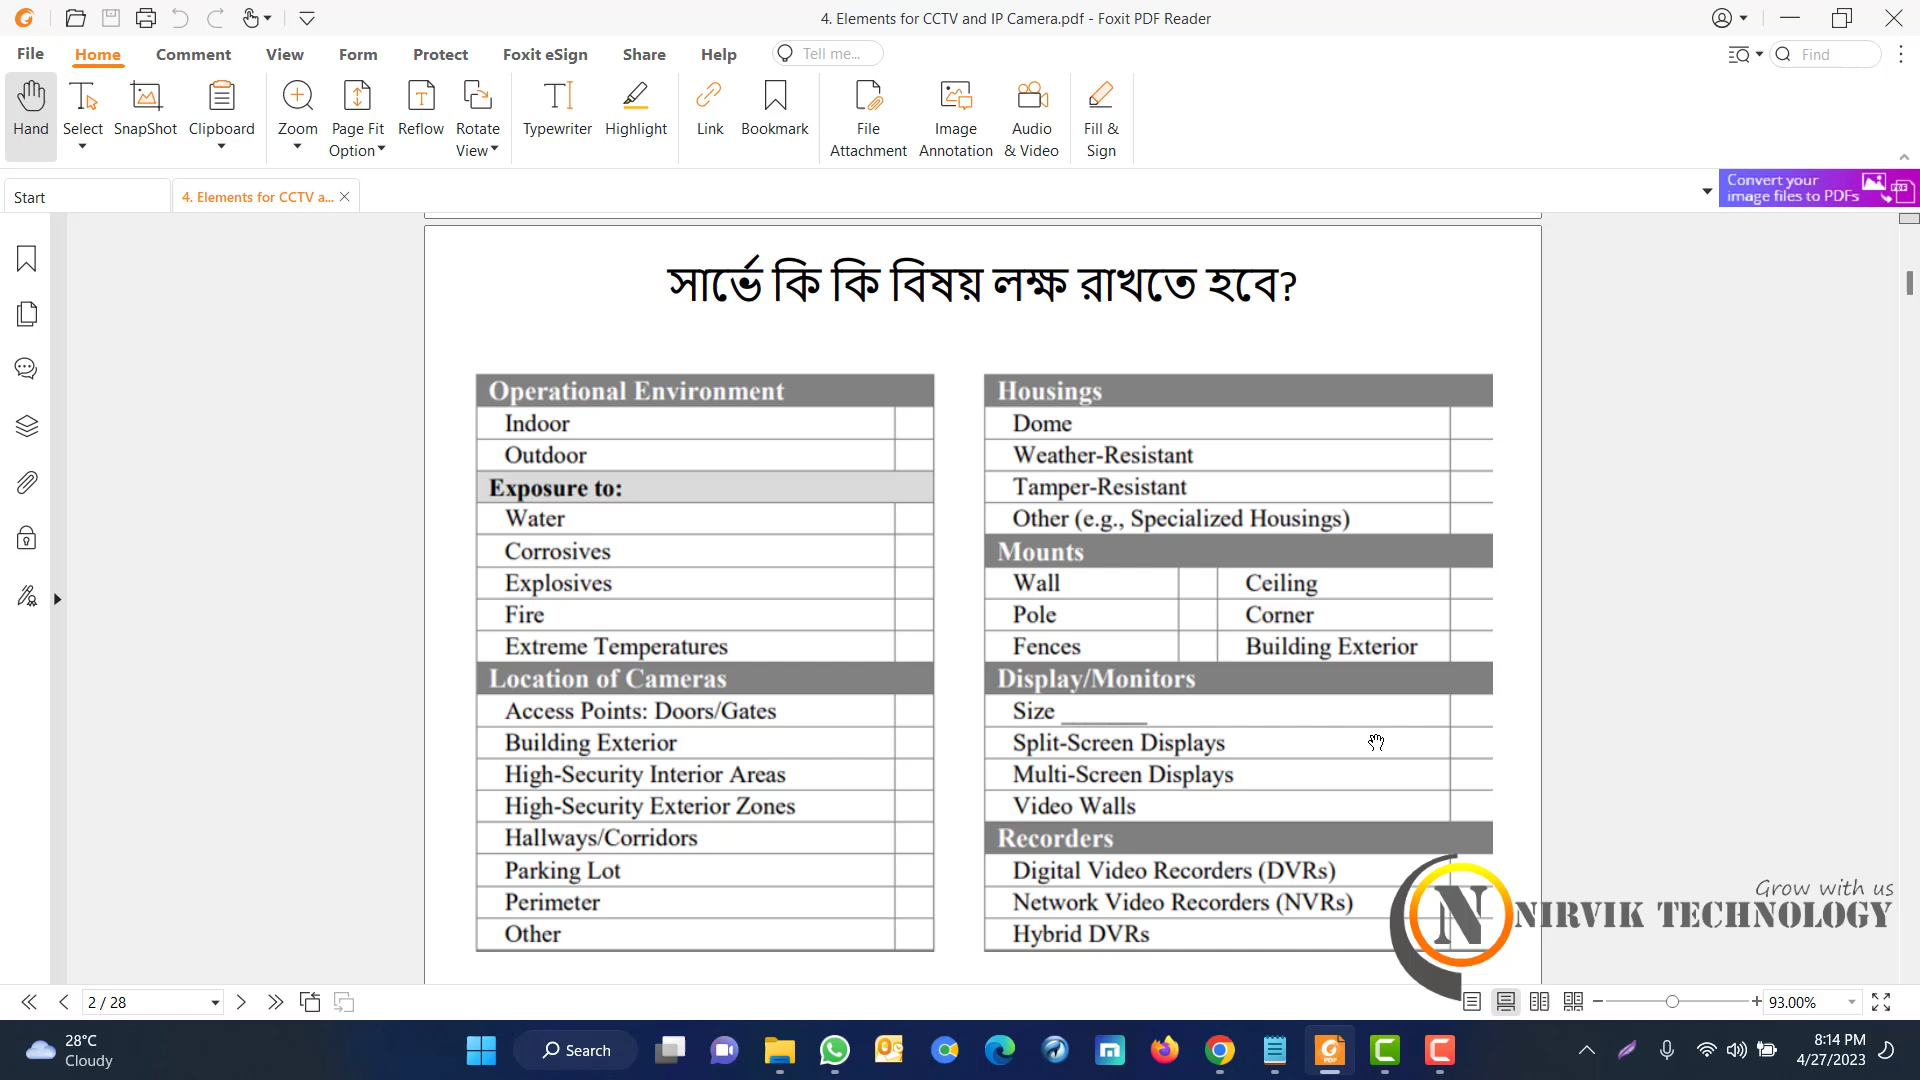 4. Elements for CCTV and IP Camera.pdf - Foxit PDF Reader
File Home Comment View Form Protect Foxit eSign Share Help Tell me... Find
Hand Select SnapShot Clipboard Zoom Page Fit Option Reflow Rotate View Typewriter Highlight Link Bookmark File Attachment Image Annotation Audio & Video Fill & Sign
Start 4. Elements for CCTV a...
Convert your
image files to PDFs
PDF
সার্ভে কি কি বিষয় লক্ষ রাখতে হবে?
Operational Environment
Indoor
Outdoor
Exposure to:
Water
Corrosives
Explosives
Fire
Extreme Temperatures
Location of Cameras
Access Points: Doors/Gates
Building Exterior
High-Security Interior Areas
High-Security Exterior Zones
Hallways/Corridors
Parking Lot
Perimeter
Other
Housings
Dome
Weather-Resistant
Tamper-Resistant
Other (e.g., Specialized Housings)
Mounts
Wall Ceiling
Pole Corner
Fences Building Exterior
Display/Monitors
Size _______
Split-Screen Displays
Multi-Screen Displays
Video Walls
Recorders
Digital Video Recorders (DVRs)
Network Video Recorders (NVRs)
Hybrid DVRs
Grow with us
N NIRVIK TECHNOLOGY
2 / 28
93.00%
28°C
Cloudy
Search
8:14 PM
4/27/2023